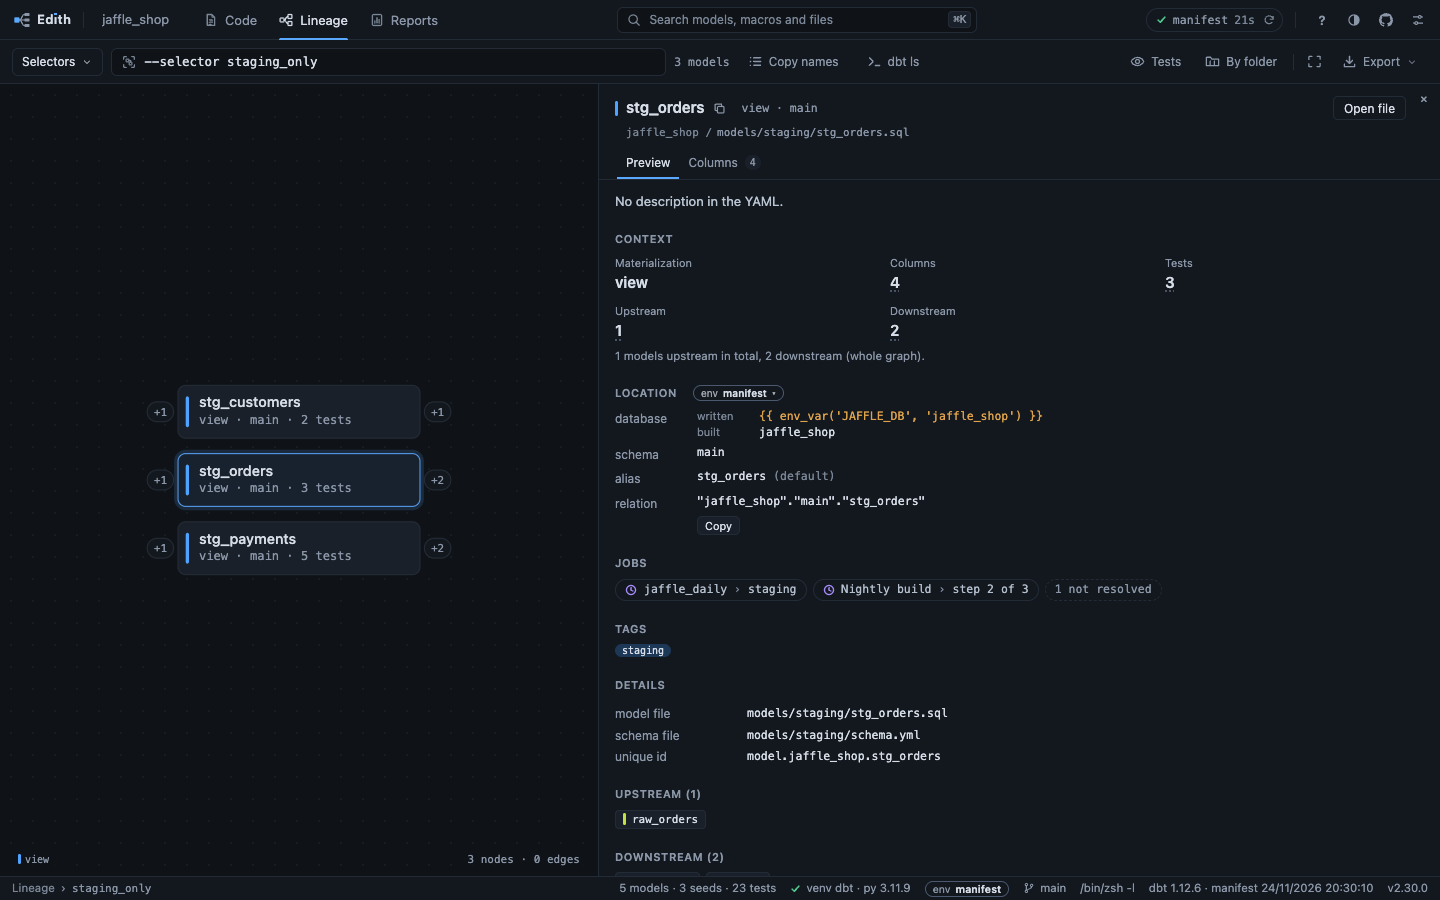 Edith jaffle_shop Code Lineage Reports Search models, macros and files ⌘K manifest 21s ?
Selectors --selector staging_only 3 models Copy names dbt ls Tests By folder Export
stg_orders view · main Open file ×
jaffle_shop / models/staging/stg_orders.sql
Preview Columns 4
No description in the YAML.
CONTEXT
Materialization Columns Tests
view 4 3
Upstream Downstream
1 2
1 models upstream in total, 2 downstream (whole graph).
LOCATION env manifest
database written {{ env_var('JAFFLE_DB', 'jaffle_shop') }}
built jaffle_shop
schema main
alias stg_orders (default)
relation "jaffle_shop"."main"."stg_orders"
Copy
JOBS
jaffle_daily › staging Nightly build › step 2 of 3 1 not resolved
TAGS
staging
DETAILS
model file models/staging/stg_orders.sql
schema file models/staging/schema.yml
unique id model.jaffle_shop.stg_orders
UPSTREAM (1)
raw_orders
DOWNSTREAM (2)
+1 stg_customers +1
view · main · 2 tests
+1 stg_orders +2
view · main · 3 tests
+1 stg_payments +2
view · main · 5 tests
view 3 nodes · 0 edges
Lineage › staging_only 5 models · 3 seeds · 23 tests venv dbt · py 3.11.9 env manifest main /bin/zsh -l dbt 1.12.6 · manifest 24/11/2026 20:30:10 v2.30.0